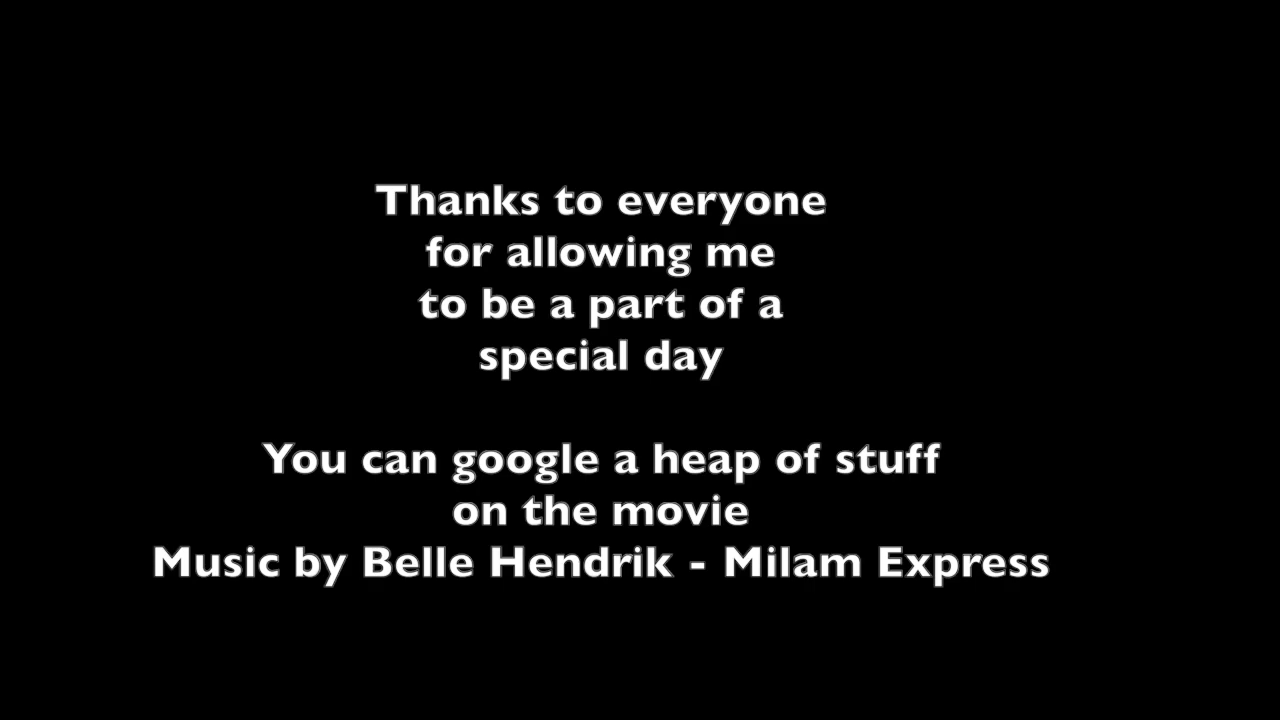 Thanks to everyone
for allowing me
to be a part of a
special day
You can google a heap of stuff
on the movie
Music by Belle Hendrik - Milam Express